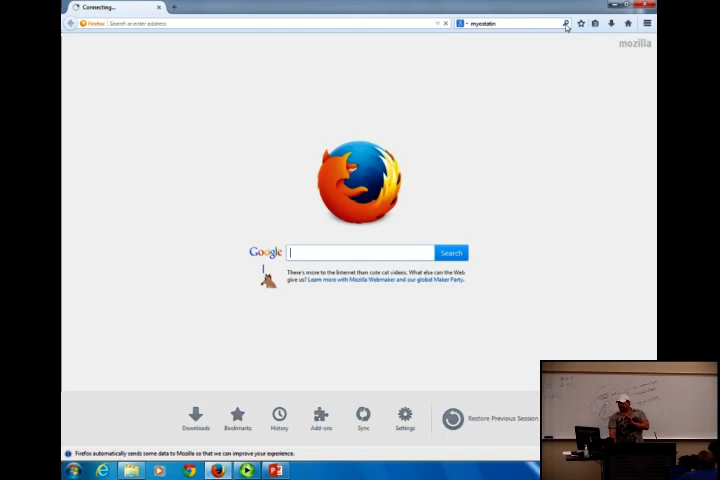 Connecting...
Firefox
Search or enter address
myostatin
mozilla
Google
Search
There's more to the Internet than cute cat videos. What else can the Web
give us? Learn more with Mozilla Webmaker and our global Maker Party.
Downloads
Bookmarks
History
Add-ons
Sync
Settings
Restore Previous Session
Firefox automatically sends some data to Mozilla so that we can improve your experience.